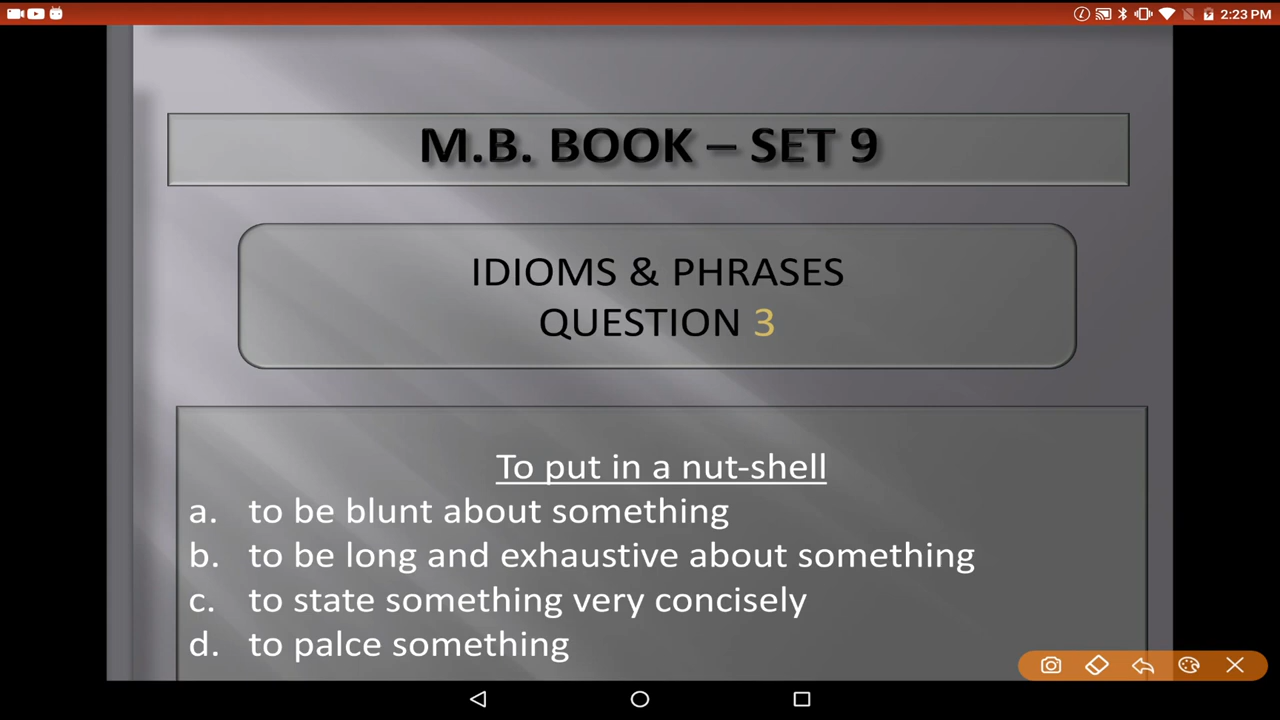 2:23 PM
M.B. BOOK – SET 9
IDIOMS & PHRASES
QUESTION 3
To put in a nut-shell
a. to be blunt about something
b. to be long and exhaustive about something
c. to state something very concisely
d. to palce something